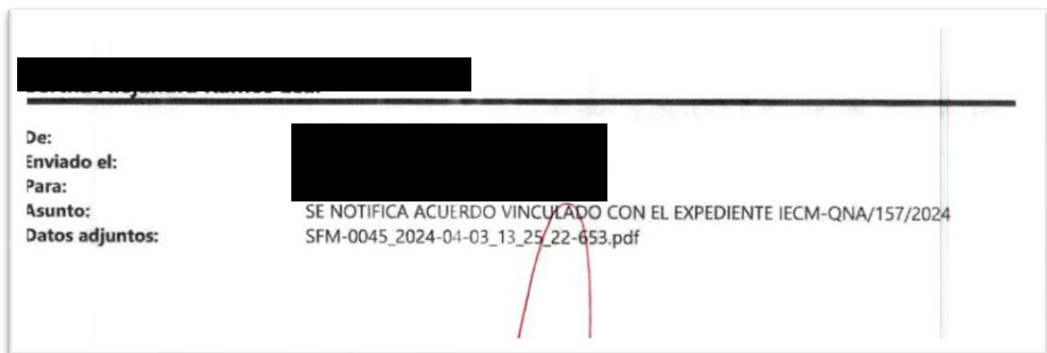 De:
Enviado el:
Para:
Asunto: SE NOTIFICA ACUERDO VINCULADO CON EL EXPEDIENTE IECM-QNA/157/2024
Datos adjuntos: SFM-0045_2024-04-03_13_25_22-653.pdf